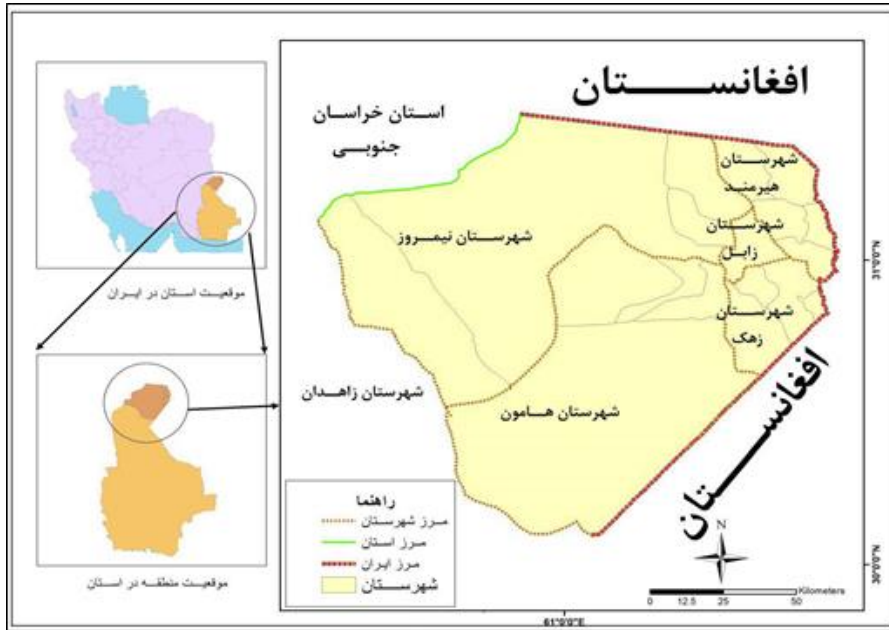 افغانستان
استان خراسان
جنوبی
شهرستان
هیرمند
شهرستان
زابل
شهرستان نیمروز
شهرستان
زهک
شهرستان زاهدان
شهرستان هامون
افغانستان
موقعیت استان در ایران
موقعیت منطقه در استان
راهنما
مرز شهرستان
مرز استان
مرز ایران
شهرستان
N
Kilometers
0 12.5 25 50
61°0'0"E
31°0'0"N
30°0'0"N